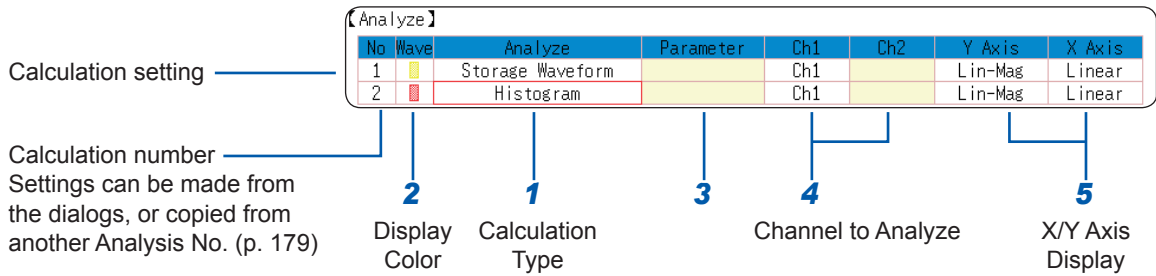 【Analyze】
No Wave Analyze Parameter Ch1 Ch2 Y Axis X Axis
1 Storage Waveform Ch1 Lin-Mag Linear
2 Histogram Ch1 Lin-Mag Linear
Calculation setting
Calculation number
Settings can be made from
the dialogs, or copied from
another Analysis No. (p. 179)
2 1 3 4 5
Display Calculation Channel to Analyze X/Y Axis
Color Type Display